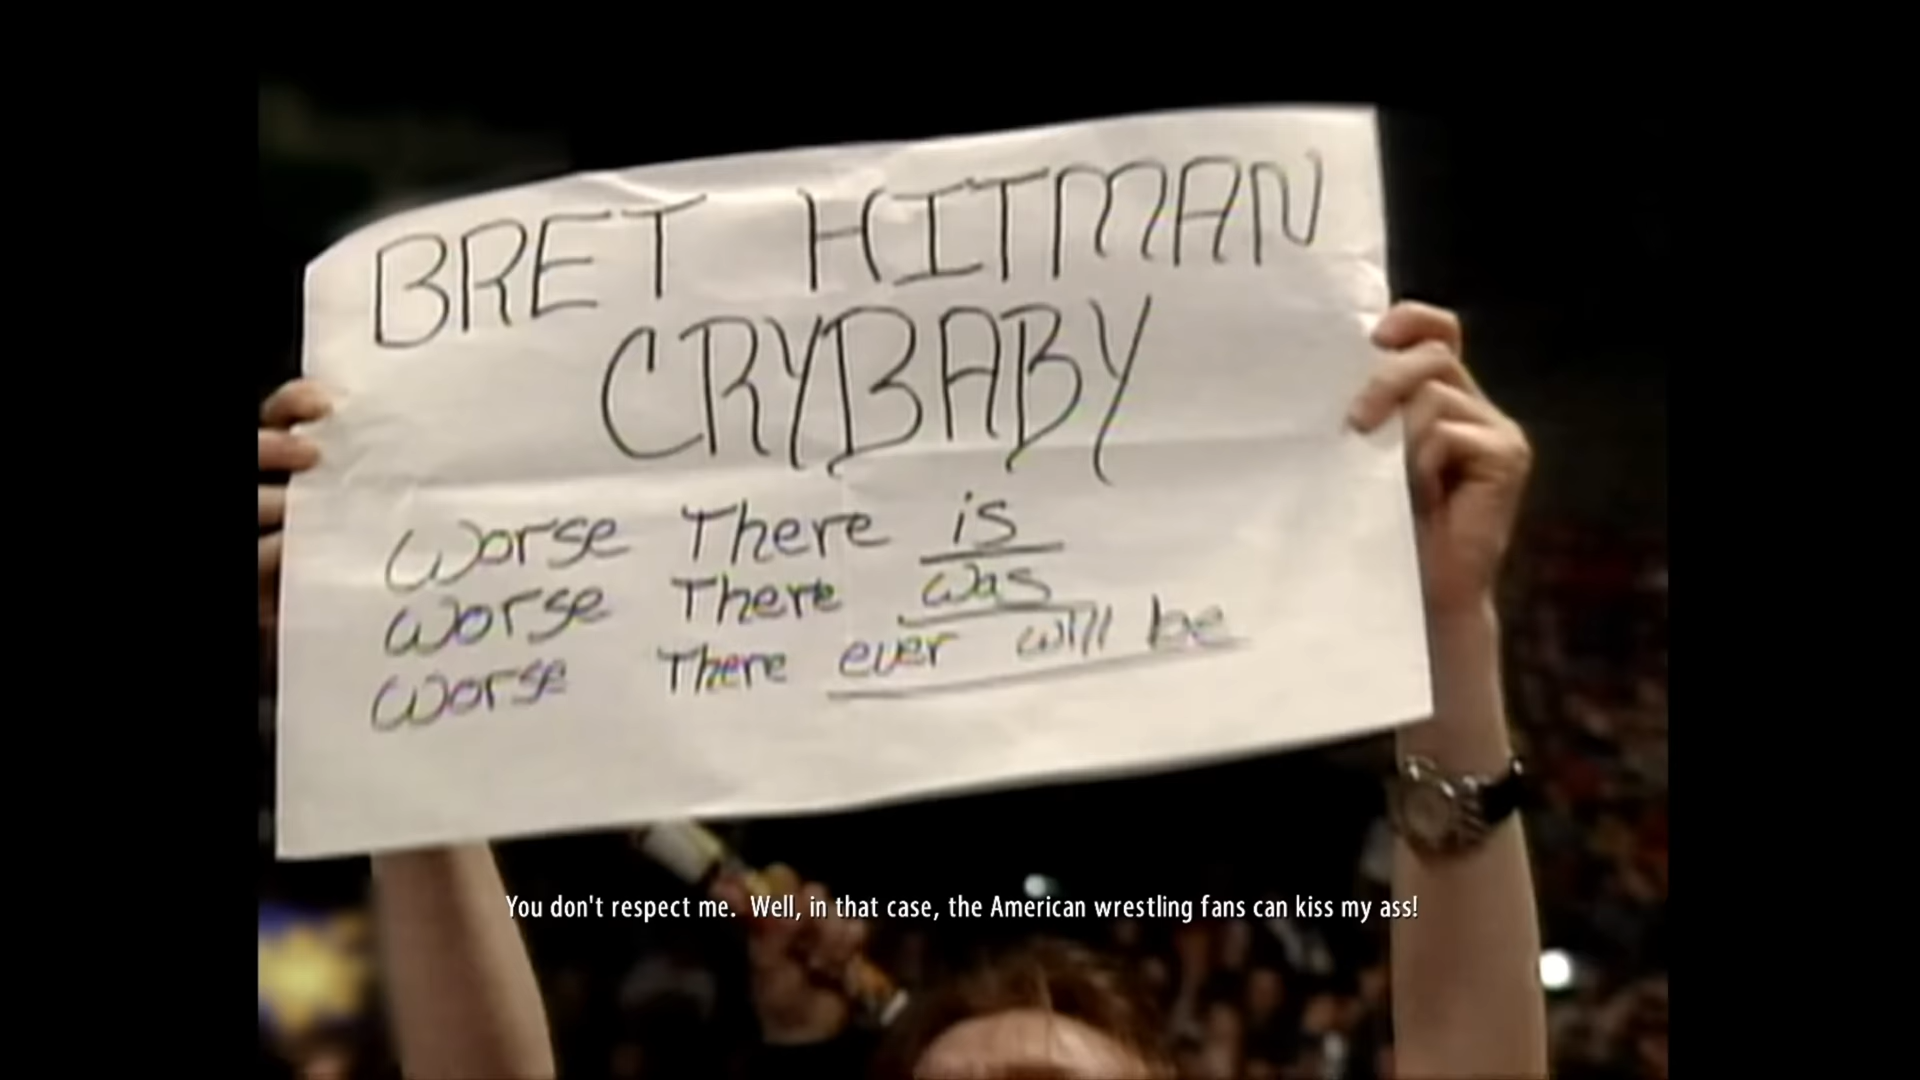 BRET HITMAN
CRYBABY
Worse There is
Worse There was
Worse There ever will be
You don't respect me. Well, in that case, the American wrestling fans can kiss my ass!